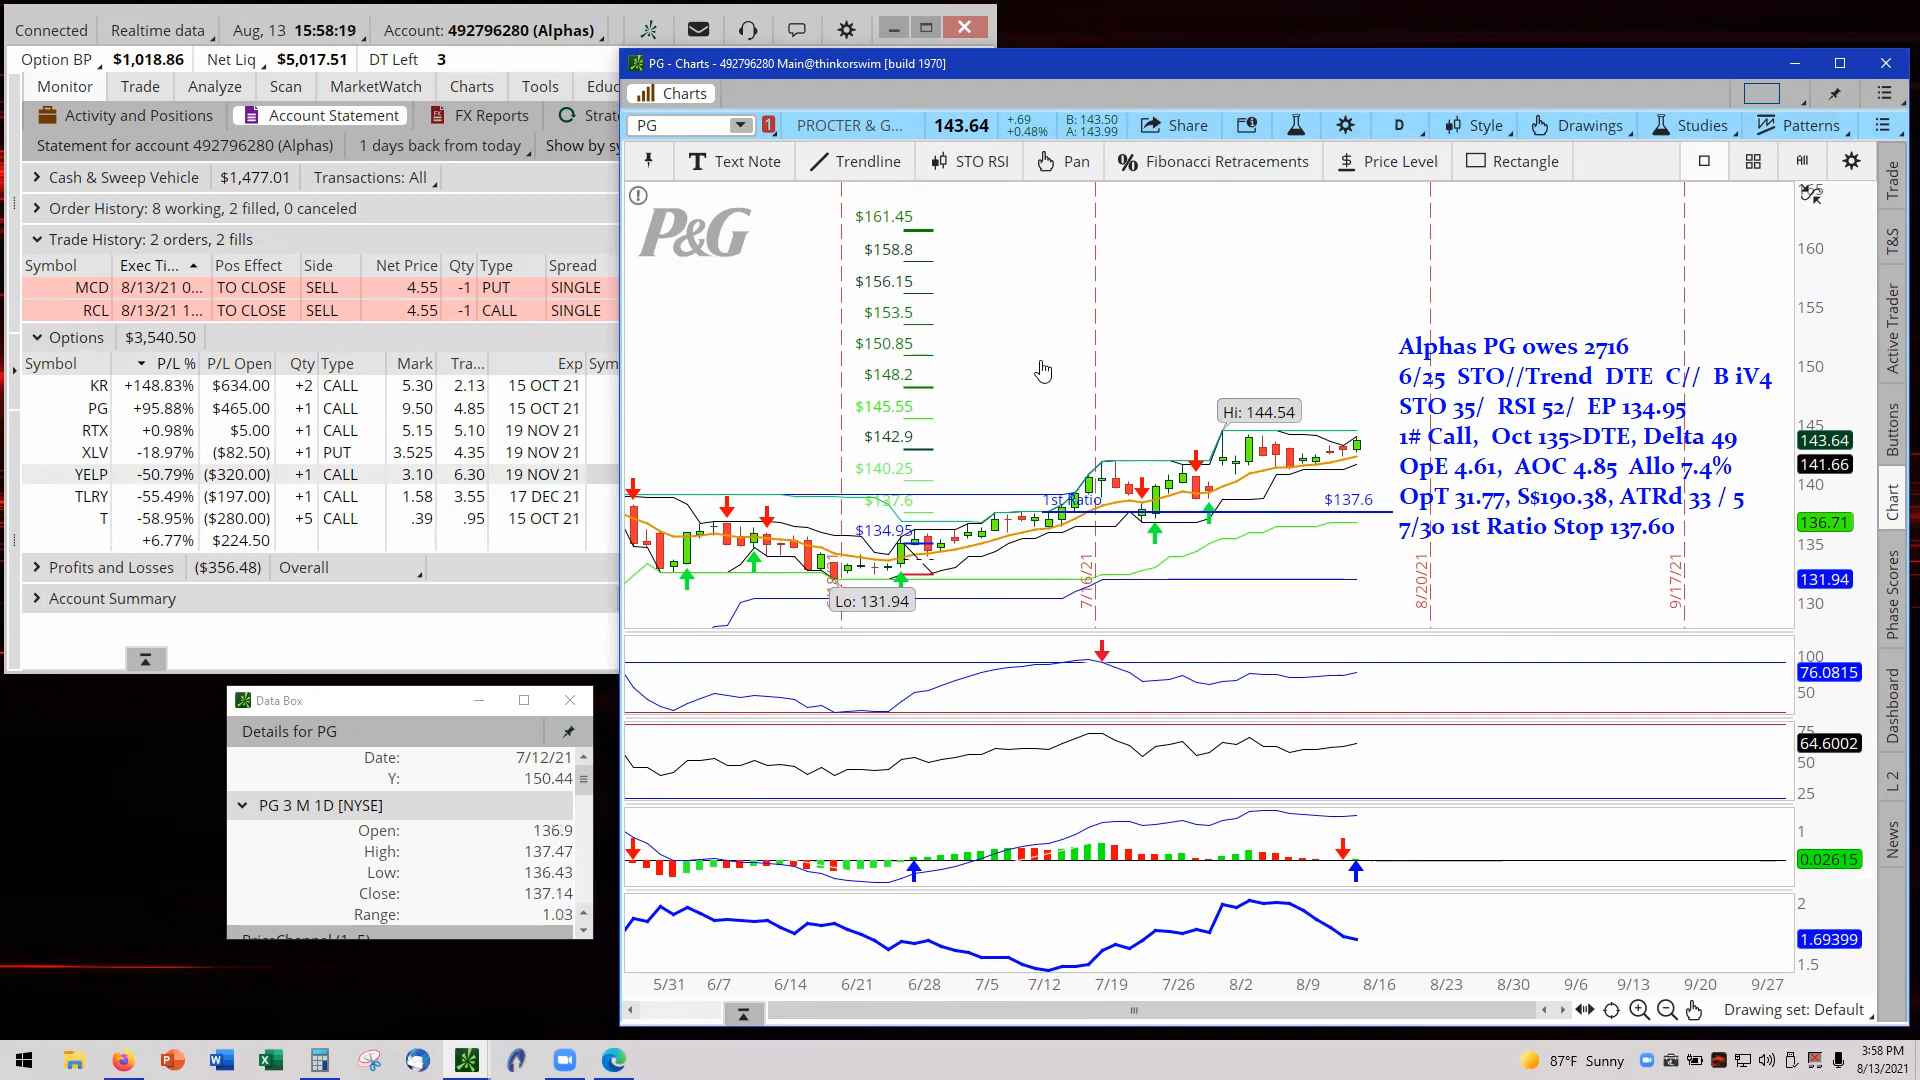 Connected Realtime data Aug, 13 15:58:19 Account: 492796280 (Alphas)
Option BP $1,018.86 Net Liq $5,017.51 DT Left 3
Monitor Trade Analyze Scan MarketWatch Charts Tools Educ
Activity and Positions Account Statement FX Reports Strat
Statement for account 492796280 (Alphas) 1 days back from today Show by sy
Cash & Sweep Vehicle $1,477.01 Transactions: All
Order History: 8 working, 2 filled, 0 canceled
Trade History: 2 orders, 2 fills
Symbol Exec Ti... Pos Effect Side Net Price Qty Type Spread
MCD 8/13/21 0... TO CLOSE SELL 4.55 -1 PUT SINGLE
RCL 8/13/21 1... TO CLOSE SELL 4.55 -1 CALL SINGLE
Options $3,540.50
Symbol P/L % P/L Open Qty Type Mark Tra... Exp Sym
KR +148.83% $634.00 +2 CALL 5.30 2.13 15 OCT 21
PG +95.88% $465.00 +1 CALL 9.50 4.85 15 OCT 21
RTX +0.98% $5.00 +1 CALL 5.15 5.10 19 NOV 21
XLV -18.97% ($82.50) +1 PUT 3.525 4.35 19 NOV 21
YELP -50.79% ($320.00) +1 CALL 3.10 6.30 19 NOV 21
TLRY -55.49% ($197.00) +1 CALL 1.58 3.55 17 DEC 21
T -58.95% ($280.00) +5 CALL .39 .95 15 OCT 21
+6.77% $224.50
Profits and Losses ($356.48) Overall
Account Summary
Data Box
Details for PG
Date: 7/12/21
Y: 150.44
PG 3 M 1D [NYSE]
Open: 136.9
High: 137.47
Low: 136.43
Close: 137.14
Range: 1.03
PG - Charts - 492796280 Main@thinkorswim [build 1970]
Charts
PG 1 PROCTER & G... 143.64 +.69 +0.48% B: 143.50 A: 143.99 Share D Style Drawings Studies Patterns
Text Note Trendline STO RSI Pan Fibonacci Retracements Price Level Rectangle All
P&G
$161.45
$158.8
$156.15
$153.5
$150.85
$148.2
$145.55
$142.9
$140.25
$137.6
$134.95
Hi: 144.54
Lo: 131.94
1st Ratio
$137.6
7/16/21
8/20/21
9/17/21
Alphas PG owes 2716
6/25 STO//Trend DTE C// B iV4
STO 35/ RSI 52/ EP 134.95
1# Call, Oct 135>DTE, Delta 49
OpE 4.61, AOC 4.85 Allo 7.4%
OpT 31.77, S$190.38, ATRd 33 / 5
7/30 1st Ratio Stop 137.60
165
160
155
150
145
143.64
141.66
140
136.71
135
131.94
130
100
76.0815
50
75
64.6002
50
25
1
0.02615
2
1.69399
1.5
5/31 6/7 6/14 6/21 6/28 7/5 7/12 7/19 7/26 8/2 8/9 8/16 8/23 8/30 9/6 9/13 9/20 9/27
Drawing set: Default
Trade
T&S
Active Trader
Buttons
Chart
Phase Scores
Dashboard
L 2
News
87°F Sunny
3:58 PM
8/13/2021